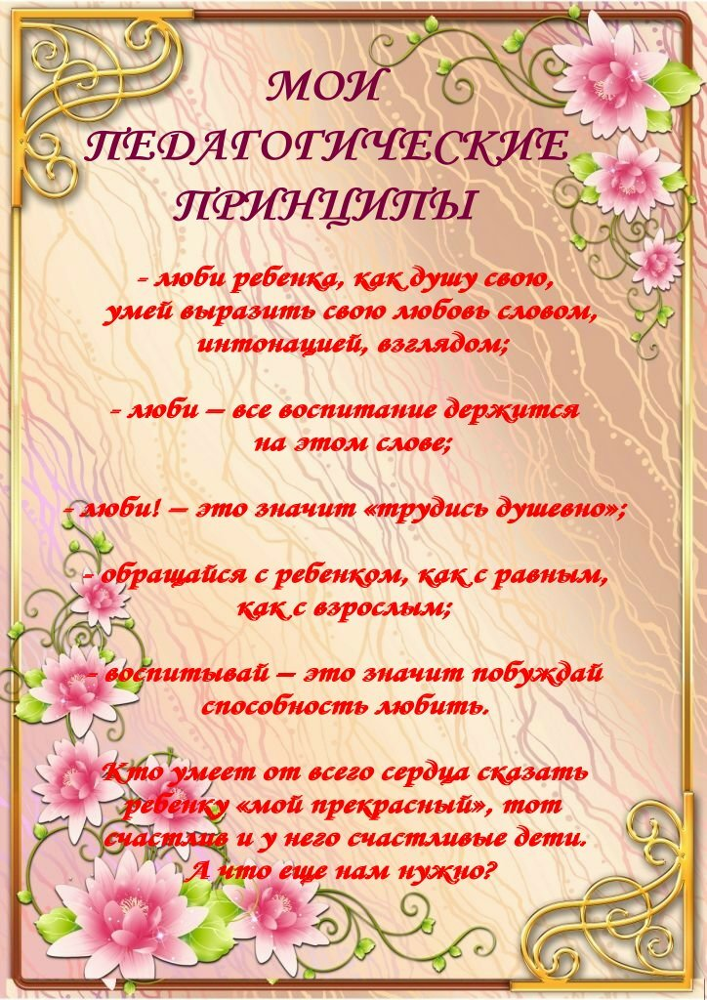 МОИ
ПЕДАГОГИЧЕСКИЕ
ПРИНЦИПЫ
- люби ребенка, как душу свою,
умей выразить свою любовь словом,
интонацией, взглядом;
- люби – все воспитание держится
на этом слове;
- люби! – это значит «трудись душевно»;
- обращайся с ребенком, как с равным,
как с взрослым;
- воспитывай – это значит побуждай
способность любить.
Кто умеет от всего сердца сказать
ребенку «мой прекрасный», тот
счастлив и у него счастливые дети.
А что еще нам нужно?